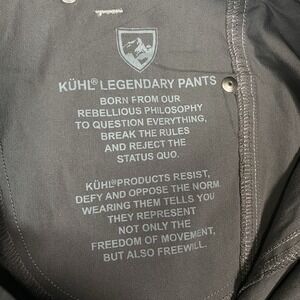 KÜHL® LEGENDARY PANTS
BORN FROM OUR
REBELLIOUS PHILOSOPHY
TO QUESTION EVERYTHING,
BREAK THE RULES
AND REJECT THE
STATUS QUO.
KÜHL®PRODUCTS RESIST,
DEFY AND OPPOSE THE NORM.
WEARING THEM TELLS YOU
THEY REPRESENT
NOT ONLY THE
FREEDOM OF MOVEMENT,
BUT ALSO FREEWILL.